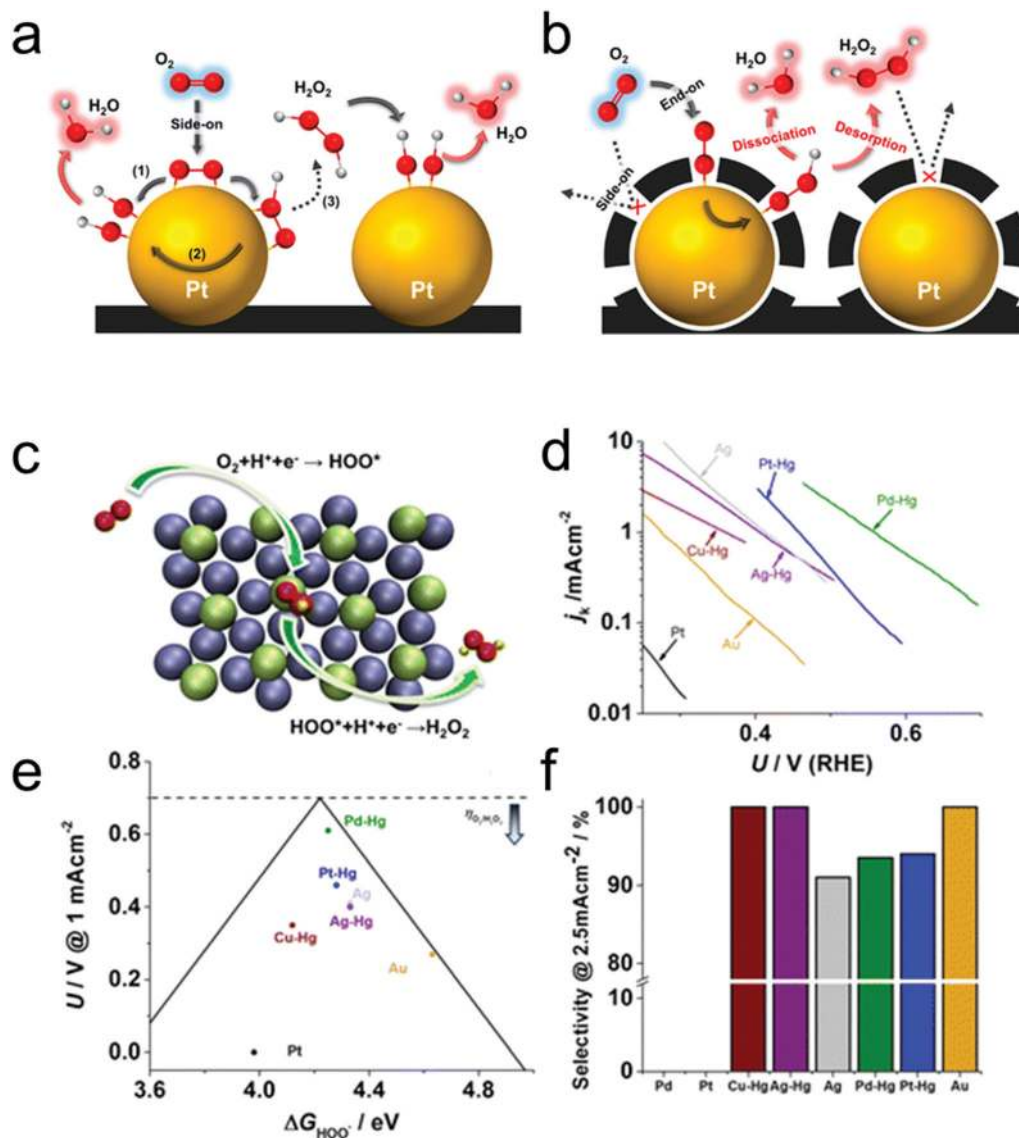 a
O₂
H₂O
Side-on
H₂O₂
H₂O
(1)
(2)
(3)
Pt
Pt
b
O₂
End-on
H₂O
H₂O₂
Dissociation
Desorption
Side-on
X
X
Pt
Pt
c
O₂+H⁺+e⁻ → HOO*
HOO*+H⁺+e⁻→H₂O₂
d
10
1
0.1
0.01
jₖ /mAcm⁻²
Ag
Pt-Hg
Pd-Hg
Cu-Hg
Ag-Hg
Au
Pt
0.4
0.6
U / V (RHE)
e
0.8
0.6
0.4
0.2
0.0
U / V @ 1 mAcm⁻²
Pd-Hg
Pt-Hg
Ag
Ag-Hg
Cu-Hg
Au
Pt
3.6
4.0
4.4
4.8
ΔG HOO* / eV
f
100
90
80
10
0
Selectivity @ 2.5mAcm⁻² / %
Pd
Pt
Cu-Hg
Ag-Hg
Ag
Pd-Hg
Pt-Hg
Au